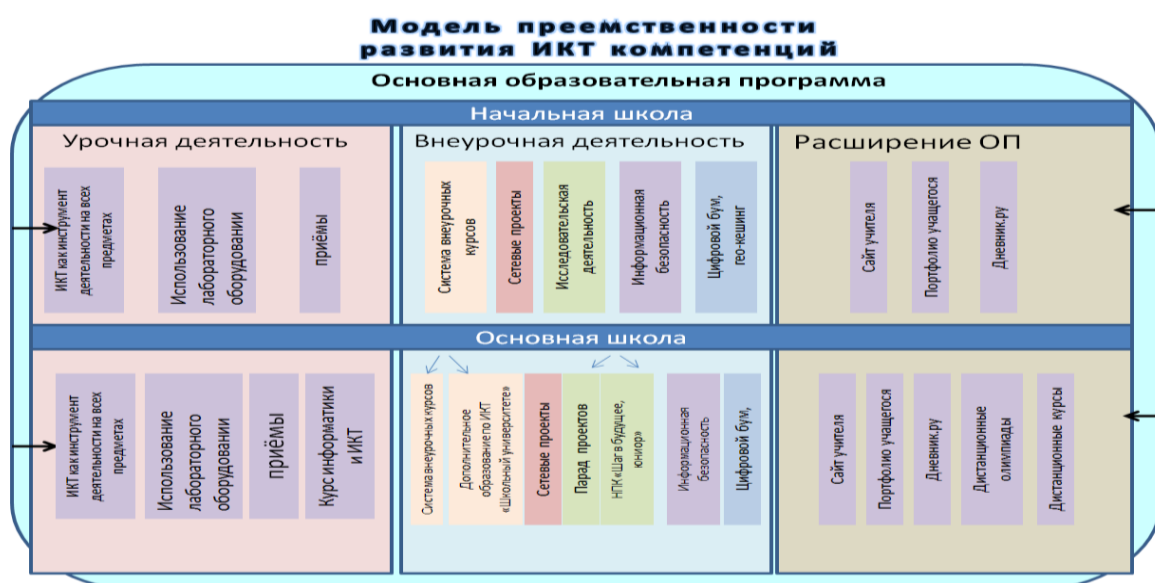 Модель преемственности
развития ИКТ компетенций
Основная образовательная программа
Начальная школа
Урочная деятельность
ИКТ как инструмент
деятельности на всех
предметах
Использование
лабораторного
оборудовании
приёмы
Внеурочная деятельность
Система внеурочных
курсов
Сетевые проекты
Исследовательская
деятельность
Информационная
безопасность
Цифровой бум,
гео-кешинг
Расширение ОП
Сайт учителя
Портфолио учащегося
Дневник.ру
Основная школа
ИКТ как инструмент
деятельности на всех
предметах
Использование
лабораторного
оборудовании
приёмы
Курс информатики
и ИКТ
Система внеурочных курсов
Дополнительное
образование по ИКТ
«Школьный университете»
Сетевые проекты
Парад проектов
НПК «Шаг в будущее,
юниор»
Информационная
безопасность
Цифровой бум,
Сайт учителя
Портфолио учащегося
Дневник.ру
Дистанционные
олимпиады
Дистанционные курсы